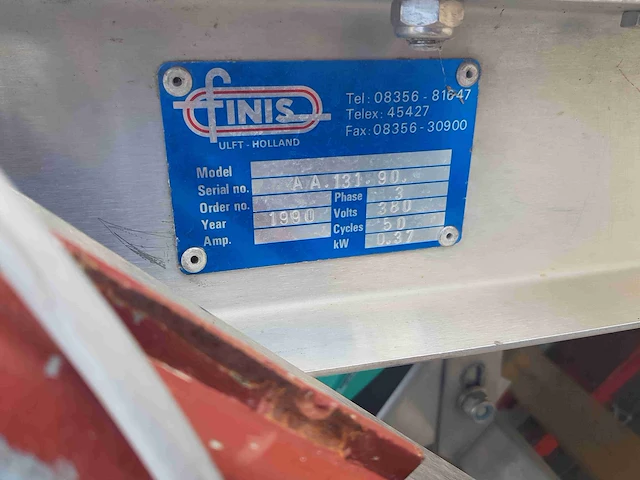 FINIS
ULFT - HOLLAND
Tel: 08356 - 81647
Telex: 45427
Fax: 08356 - 30900
Model
Serial no. AA.131.90.
Order no. Phase 3
Year 1990 Volts 380
Amp. Cycles 50
kW 0.37